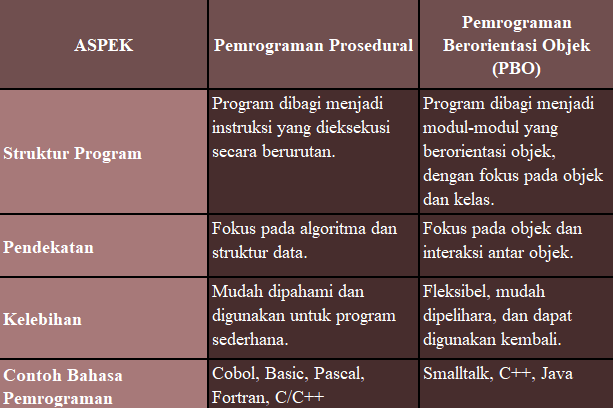 ASPEK
Pemrograman Prosedural
Pemrograman
Berorientasi Objek
(PBO)
Struktur Program
Program dibagi menjadi
instruksi yang dieksekusi
secara berurutan.
Program dibagi menjadi
modul-modul yang
berorientasi objek,
dengan fokus pada objek
dan kelas.
Pendekatan
Fokus pada algoritma dan
struktur data.
Fokus pada objek dan
interaksi antar objek.
Kelebihan
Mudah dipahami dan
digunakan untuk program
sederhana.
Fleksibel, mudah
dipelihara, dan dapat
digunakan kembali.
Contoh Bahasa
Pemrograman
Cobol, Basic, Pascal,
Fortran, C/C++
Smalltalk, C++, Java